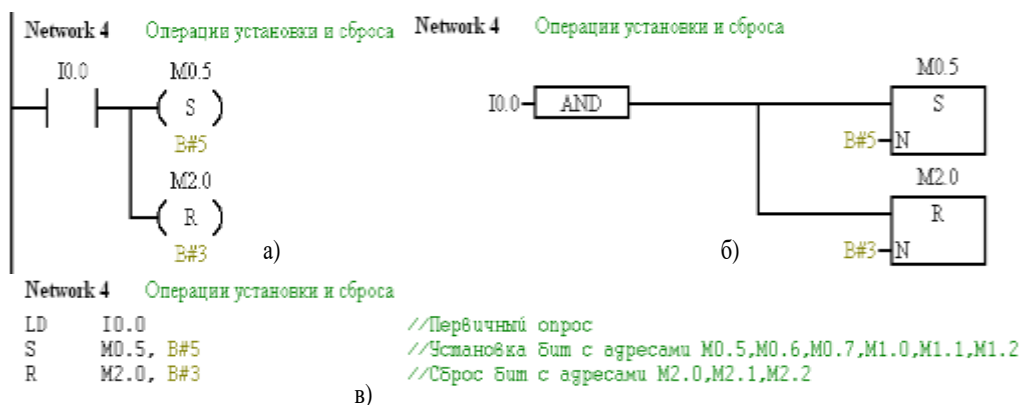 Network 4 Операции установки и сброса
I0.0
M0.5
S
B#5
M2.0
R
B#3
а)
Network 4 Операции установки и сброса
I0.0 AND
M0.5
S
B#5 N
M2.0
R
B#3 N
б)
Network 4 Операции установки и сброса
LD I0.0 //Первичный опрос
S M0.5, B#5 //Установка бит с адресами M0.5,M0.6,M0.7,M1.0,M1.1,M1.2
R M2.0, B#3 //Сброс бит с адресами M2.0,M2.1,M2.2
в)